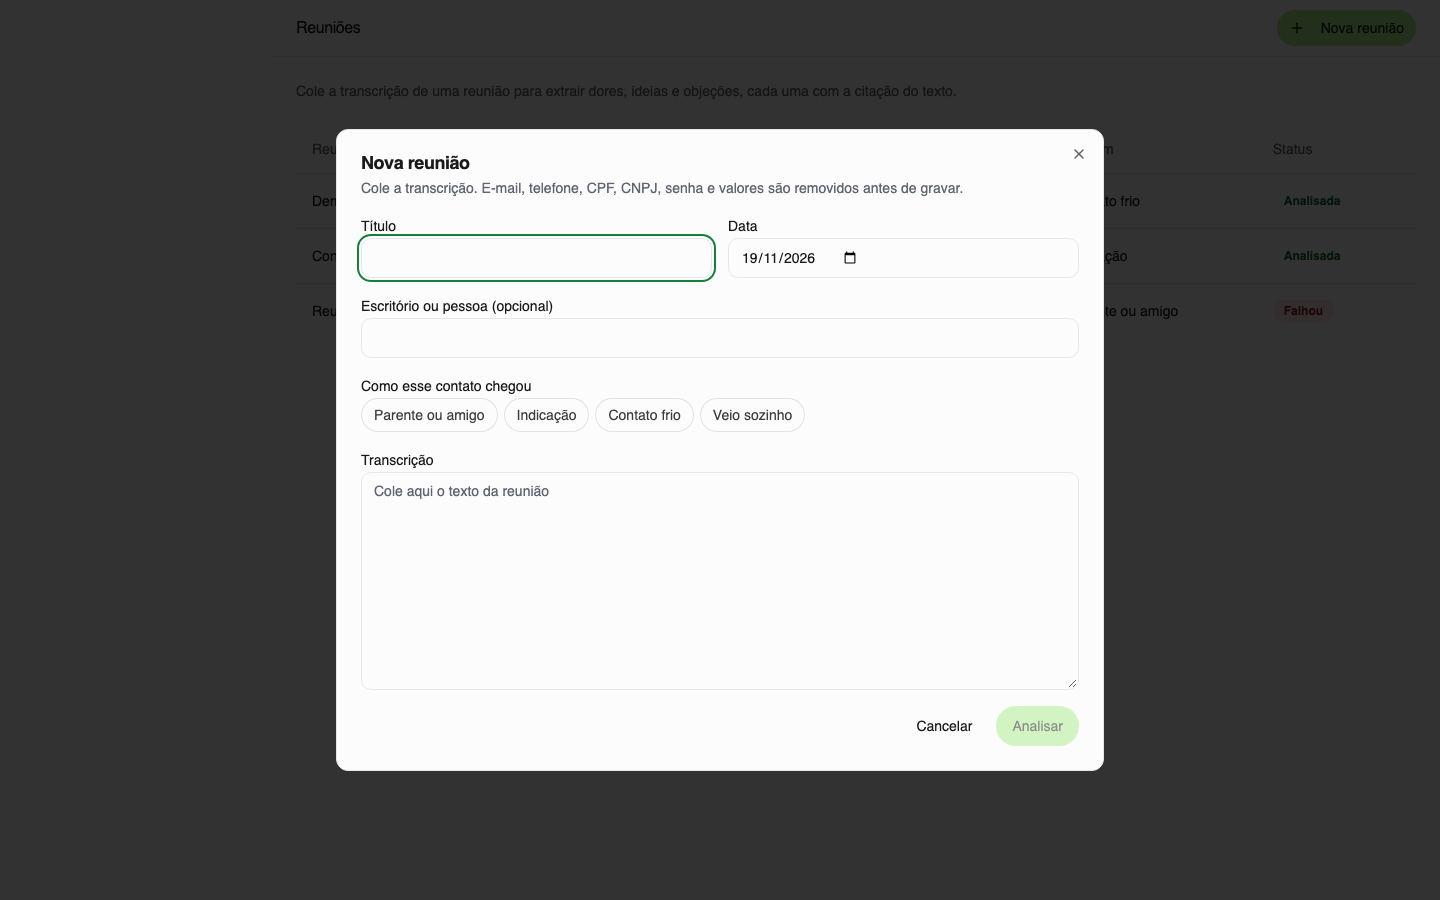 Reuniões
+ Nova reunião
Cole a transcrição de uma reunião para extrair dores, ideias e objeções, cada uma com a citação do texto.
Status
Analisada
Analisada
te ou amigo
Falhou
Nova reunião
Cole a transcrição. E-mail, telefone, CPF, CNPJ, senha e valores são removidos antes de gravar.
Título
Data
19/11/2026
Escritório ou pessoa (opcional)
Como esse contato chegou
Parente ou amigo
Indicação
Contato frio
Veio sozinho
Transcrição
Cole aqui o texto da reunião
Cancelar
Analisar